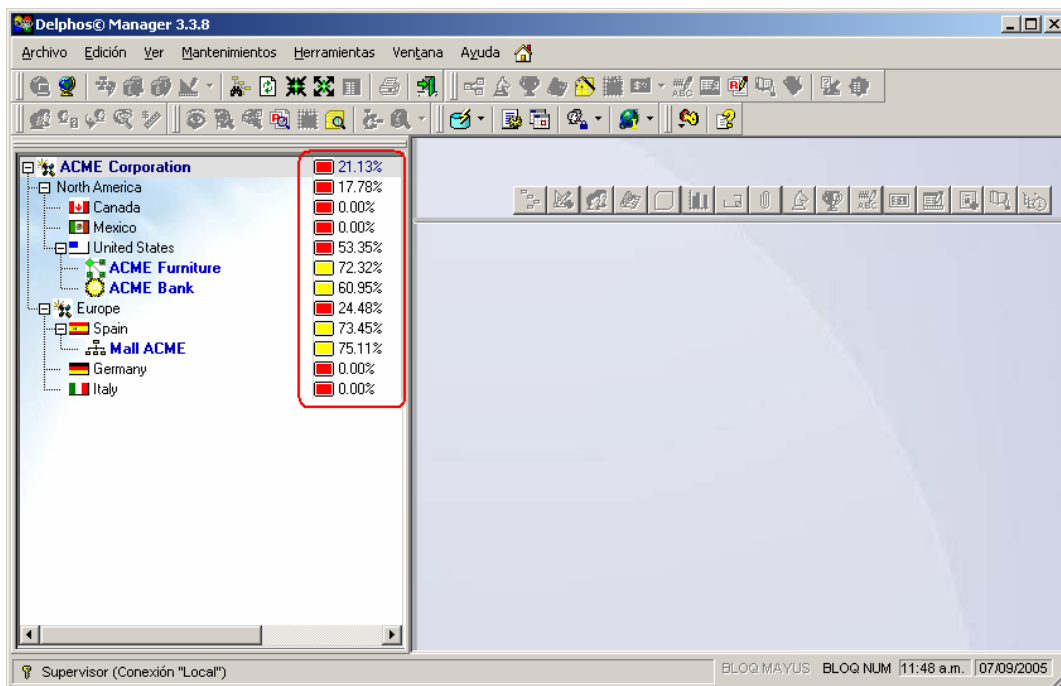 Delphos© Manager 3.3.8
Archivo Edición Ver Mantenimientos Herramientas Ventana Ayuda
ACME Corporation 21.13%
North America 17.78%
Canada 0.00%
Mexico 0.00%
United States 53.35%
ACME Furniture 72.32%
ACME Bank 60.95%
Europe 24.48%
Spain 73.45%
Mall ACME 75.11%
Germany 0.00%
Italy 0.00%
Supervisor (Conexión "Local") BLOQ MAYUS BLOQ NUM 11:48 a.m. 07/09/2005